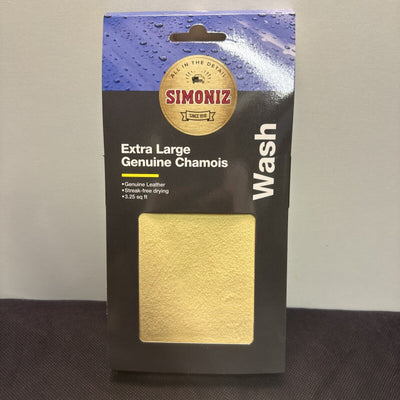 ALL IN THE DETAIL
SIMONIZ
SINCE 1910
Extra Large
Genuine Chamois
•Genuine Leather
•Streak-free drying
•3.25 sq ft
Wash